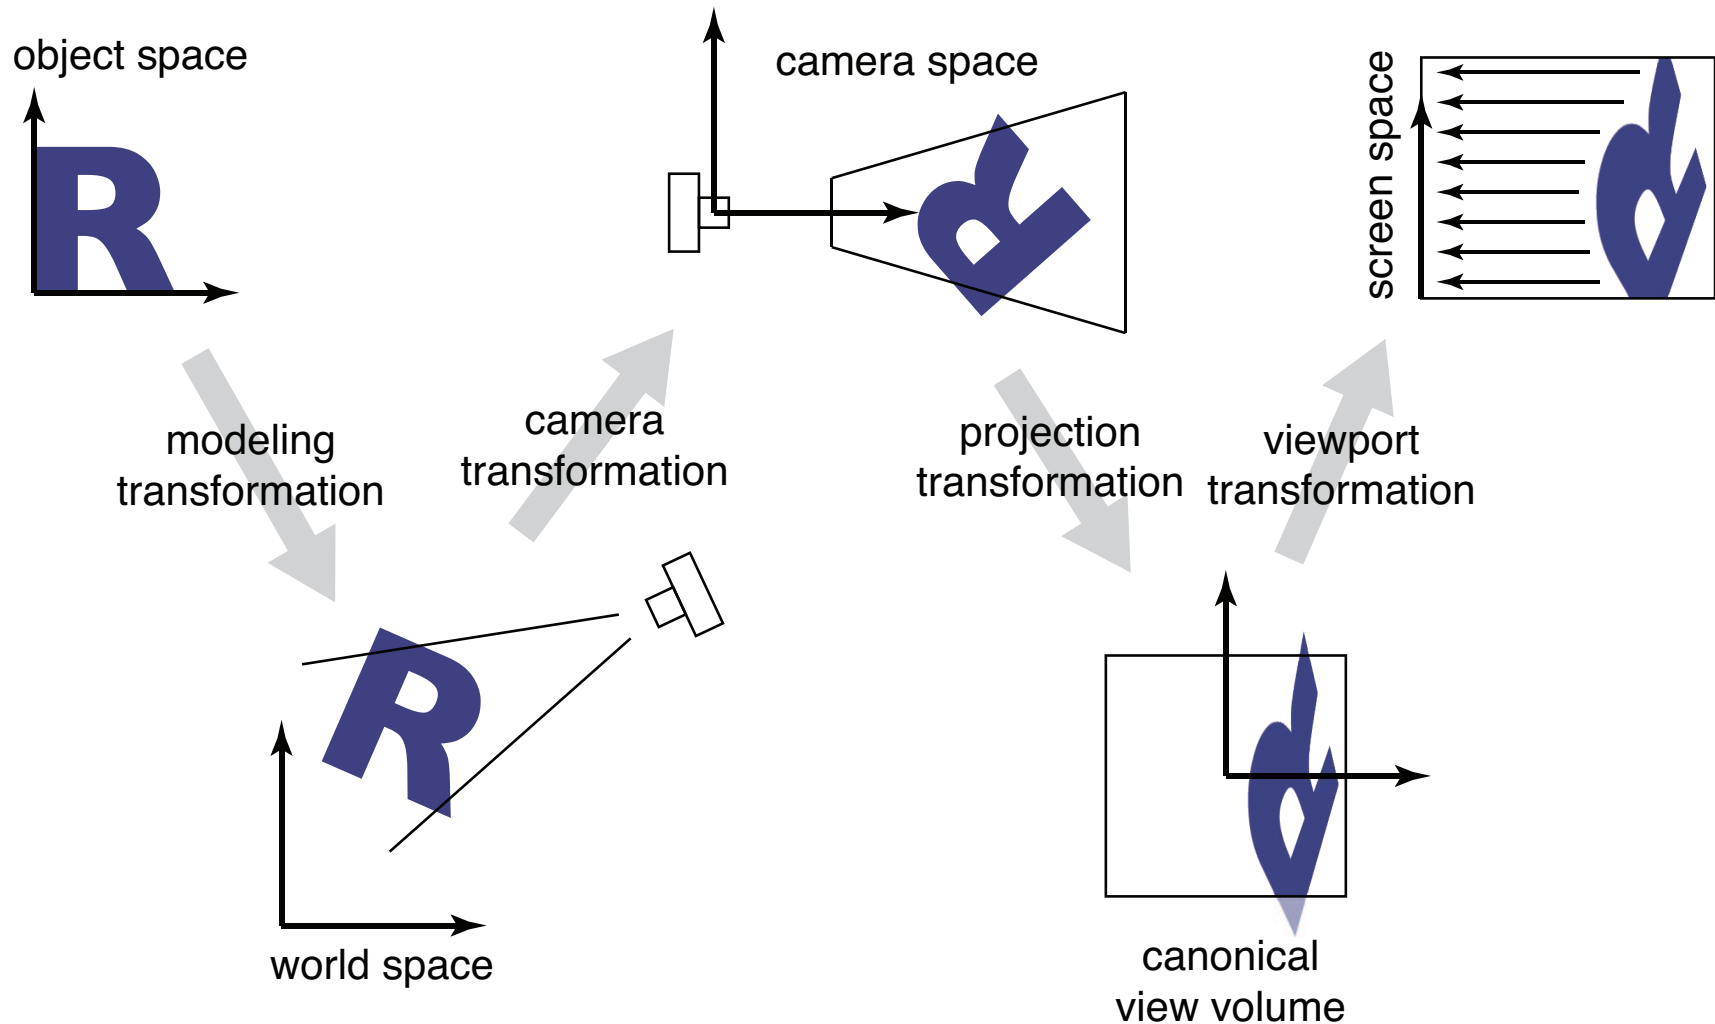 object space
camera space
screen space
modeling
transformation
camera
transformation
projection
transformation
viewport
transformation
world space
canonical
view volume
R
R
R
R
R